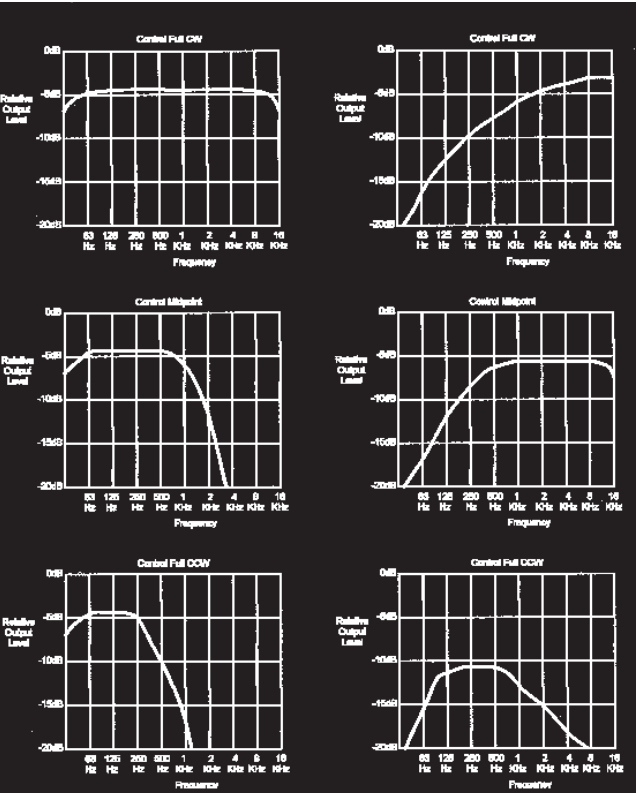 Control Full CW
0dB
-5dB
-10dB
-15dB
-20dB
Relative
Output
Level
63 125 250 500 1 2 4 8 16
Hz Hz Hz Hz KHz KHz KHz KHz KHz
Frequency
Control Full CW
0dB
-5dB
-10dB
-15dB
-20dB
Relative
Output
Level
63 125 250 500 1 2 4 8 16
Hz Hz Hz Hz KHz KHz KHz KHz KHz
Frequency
Control Midpoint
0dB
-5dB
-10dB
-15dB
-20dB
Relative
Output
Level
63 125 250 500 1 2 4 8 16
Hz Hz Hz Hz KHz KHz KHz KHz KHz
Frequency
Control Midpoint
0dB
-5dB
-10dB
-15dB
-20dB
Relative
Output
Level
63 125 250 500 1 2 4 8 16
Hz Hz Hz Hz KHz KHz KHz KHz KHz
Frequency
Control Full CCW
0dB
-5dB
-10dB
-15dB
-20dB
Relative
Output
Level
63 125 250 500 1 2 4 8 16
Hz Hz Hz Hz KHz KHz KHz KHz KHz
Frequency
Control Full CCW
0dB
-5dB
-10dB
-15dB
-20dB
Relative
Output
Level
63 125 250 500 1 2 4 8 16
Hz Hz Hz Hz KHz KHz KHz KHz KHz
Frequency